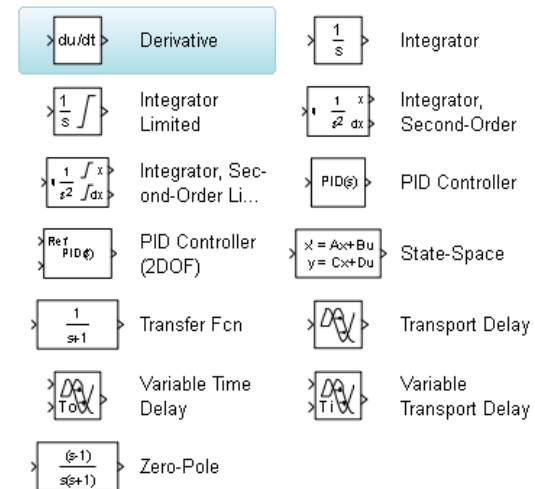 du/dt Derivative
1
s
Integrator
1
s
Integrator
Limited
1
s2
x
dx
Integrator,
Second-Order
1
s2
x
dx
Integrator, Sec-
ond-Order Li...
PID(s) PID Controller
Ref
PID(s)
PID Controller
(2DOF)
x' = Ax+Bu
y = Cx+Du
State-Space
1
s+1
Transfer Fcn
Transport Delay
To
Variable Time
Delay
Ti
Variable
Transport Delay
(s-1)
s(s+1)
Zero-Pole